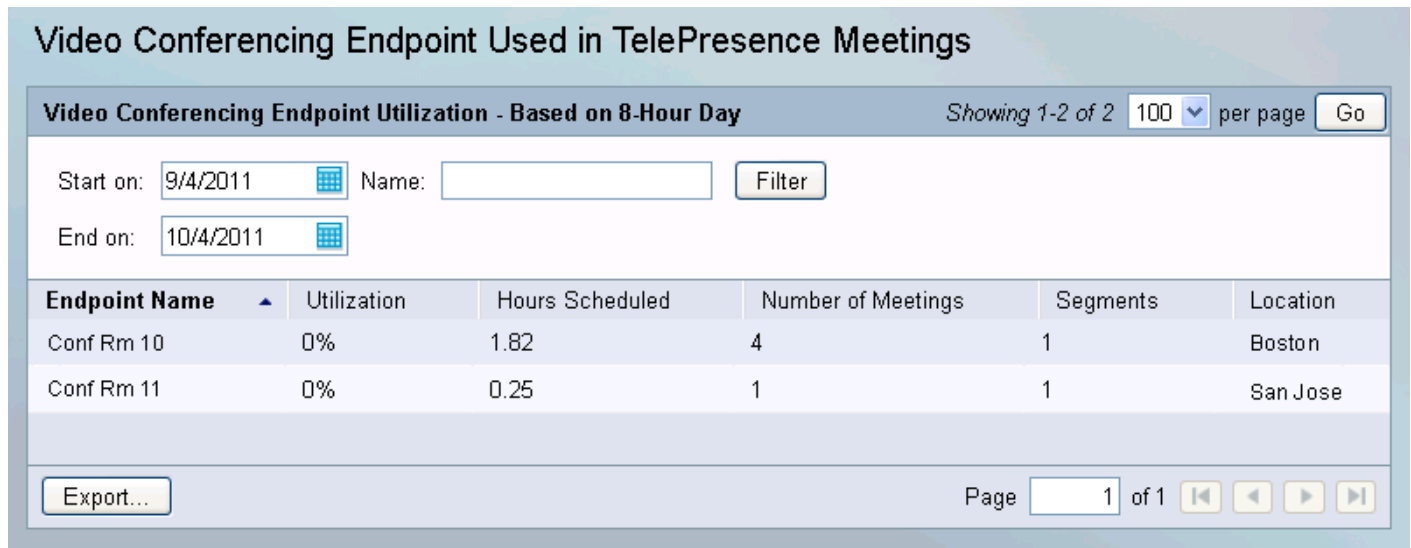 Video Conferencing Endpoint Used in TelePresence Meetings
Video Conferencing Endpoint Utilization - Based on 8-Hour Day Showing 1-2 of 2 100 per page Go
Start on: 9/4/2011 Name: Filter
End on: 10/4/2011
Endpoint Name Utilization Hours Scheduled Number of Meetings Segments Location
Conf Rm 10 0% 1.82 4 1 Boston
Conf Rm 11 0% 0.25 1 1 San Jose
Export... Page 1 of 1